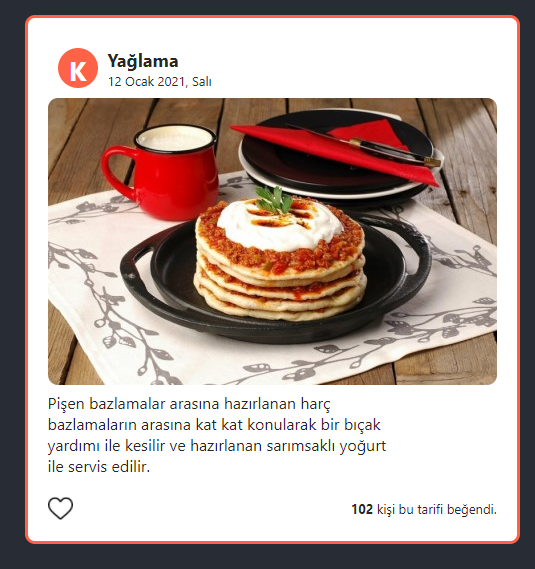 K
Yağlama
12 Ocak 2021, Salı
Pişen bazlamalar arasına hazırlanan harç
bazlamaların arasına kat kat konularak bir bıçak
yardımı ile kesilir ve hazırlanan sarımsaklı yoğurt
ile servis edilir.
102 kişi bu tarifi beğendi.